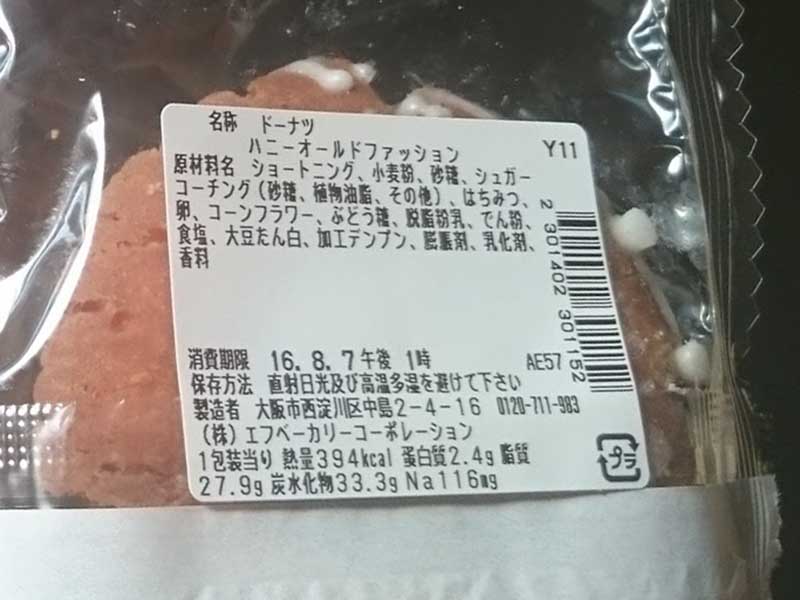 名称 ドーナツ
ハニーオールドファッション Y11
原材料名 ショートニング、小麦粉、砂糖、シュガー
コーチング(砂糖、植物油脂、その他)、はちみつ、
卵、コーンフラワー、ぶどう糖、脱脂粉乳、でん粉、
食塩、大豆たん白、加工デンプン、膨脹剤、乳化剤、
香料
2 301402 301152
消費期限 16.8.7午後 1時 AE57
保存方法 直射日光及び高温多湿を避けて下さい
製造者 大阪市西淀川区中島2-4-16 0120-711-983
(株)エフベーカリーコーポレーション
1包装当り 熱量394kcal 蛋白質2.4g 脂質
27.9g 炭水化物33.3g Na116mg
プラ